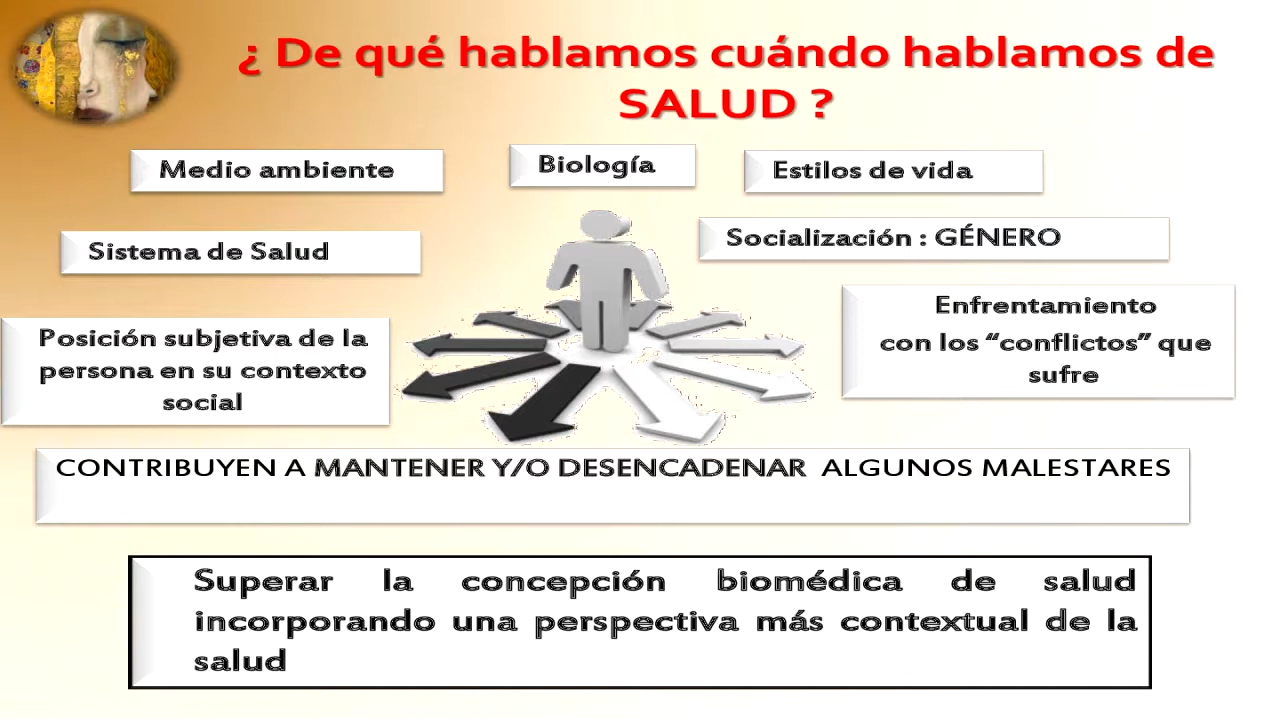 ¿ De qué hablamos cuándo hablamos de
SALUD ?
Medio ambiente
Biología
Estilos de vida
Sistema de Salud
Socialización : GÉNERO
Posición subjetiva de la
persona en su contexto
social
Enfrentamiento
con los “conflictos” que
sufre
CONTRIBUYEN A MANTENER Y/O DESENCADENAR ALGUNOS MALESTARES
Superar la concepción biomédica de salud
incorporando una perspectiva más contextual de la
salud